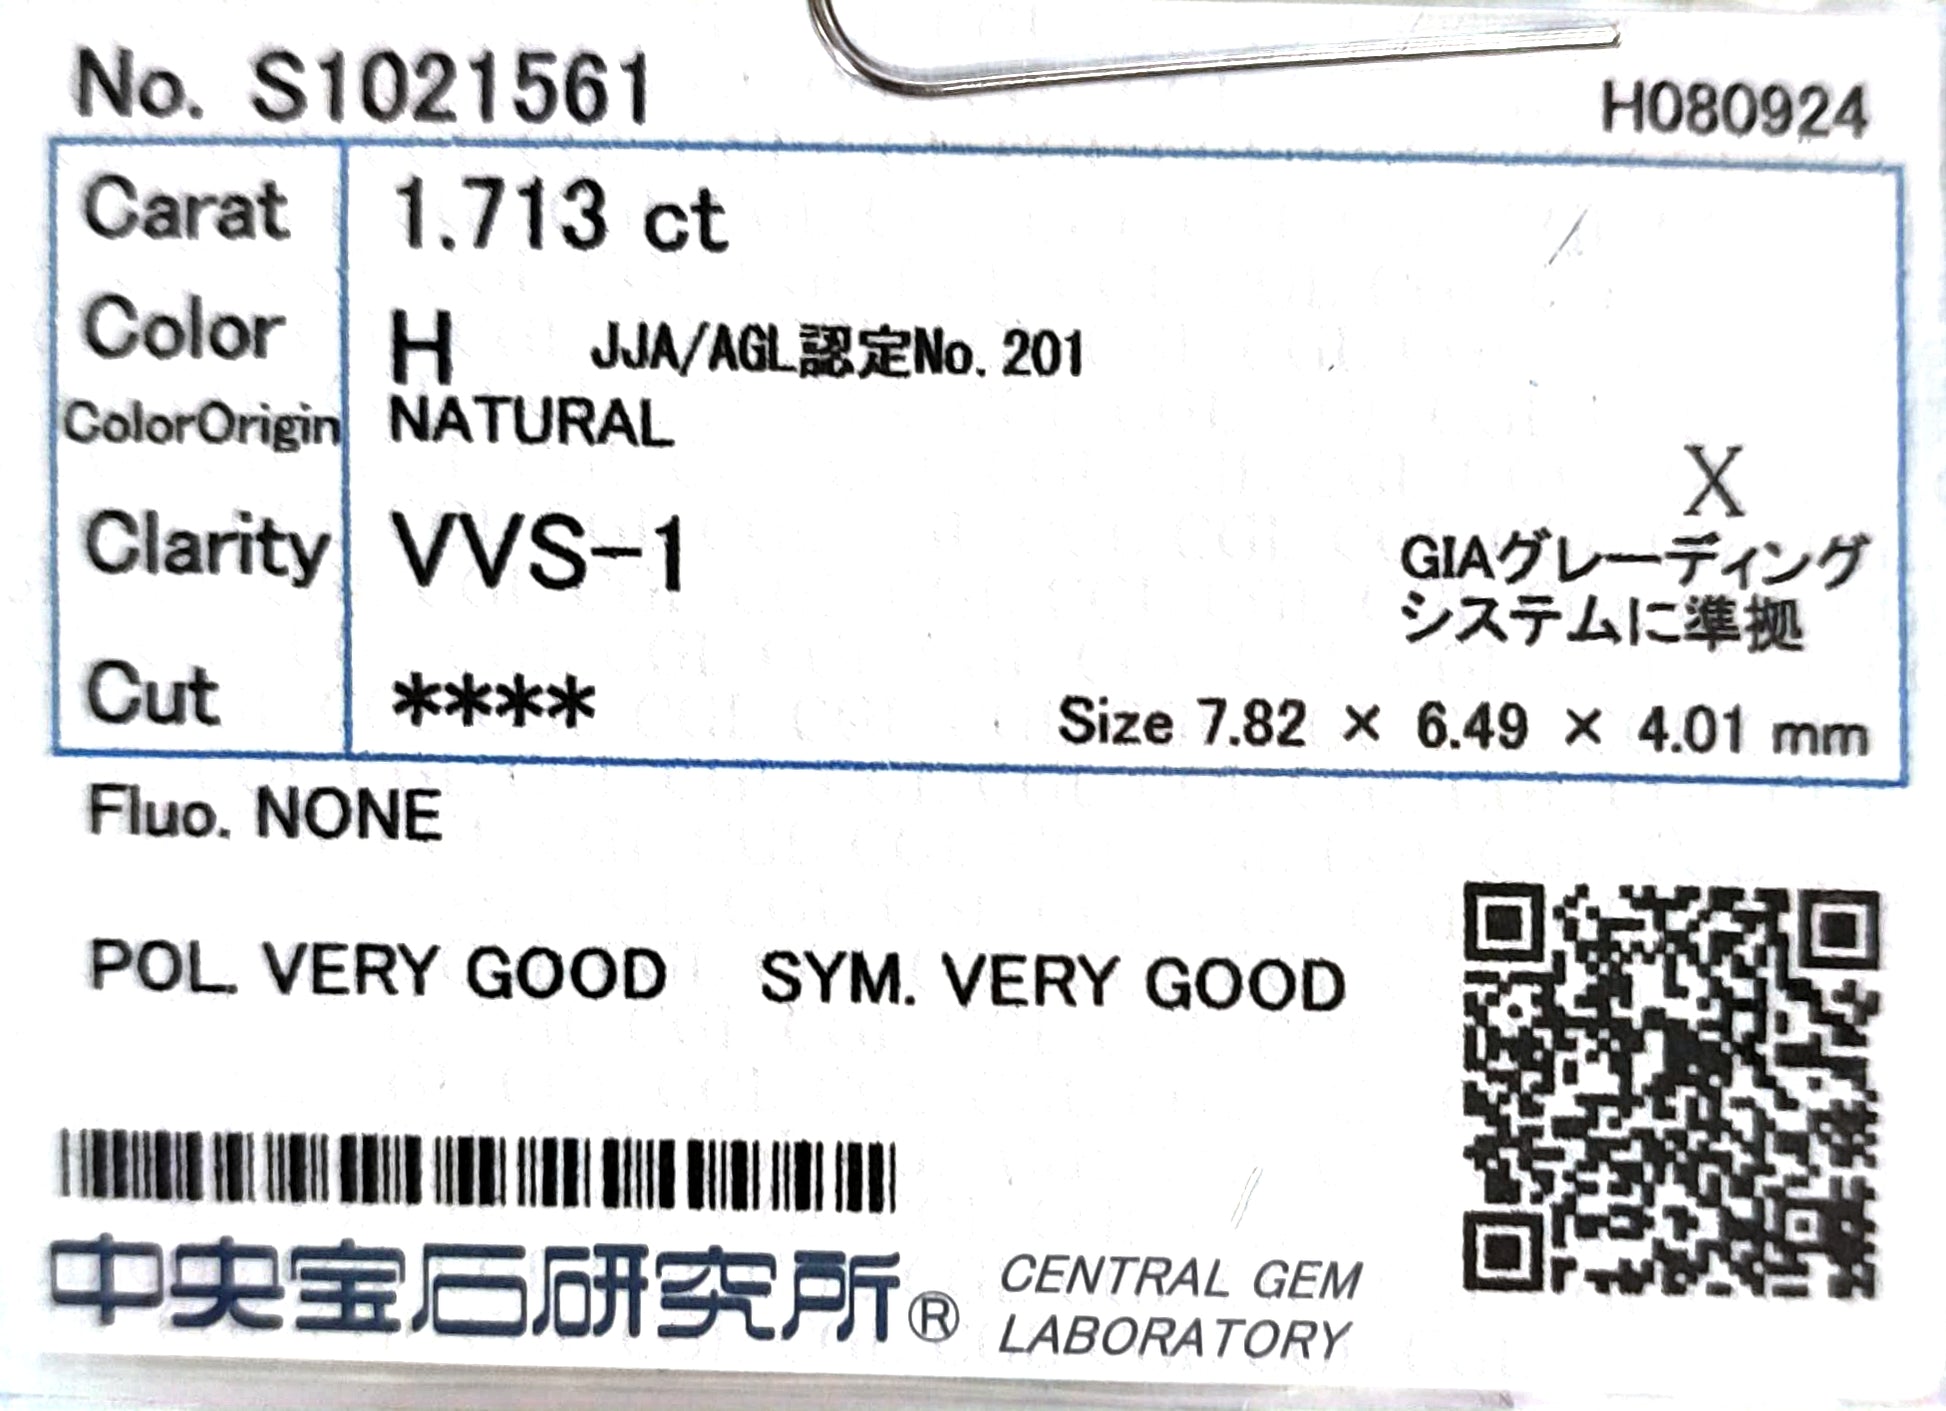 No. S1021561
H080924
Carat 1.713 ct
Color H JJA/AGL認定No. 201
ColorOrigin NATURAL
Clarity VVS-1
X
GIAグレーディング
システムに準拠
Cut ****
Size 7.82 × 6.49 × 4.01 mm
Fluo. NONE
POL. VERY GOOD SYM. VERY GOOD
中央宝石研究所®
CENTRAL GEM
LABORATORY